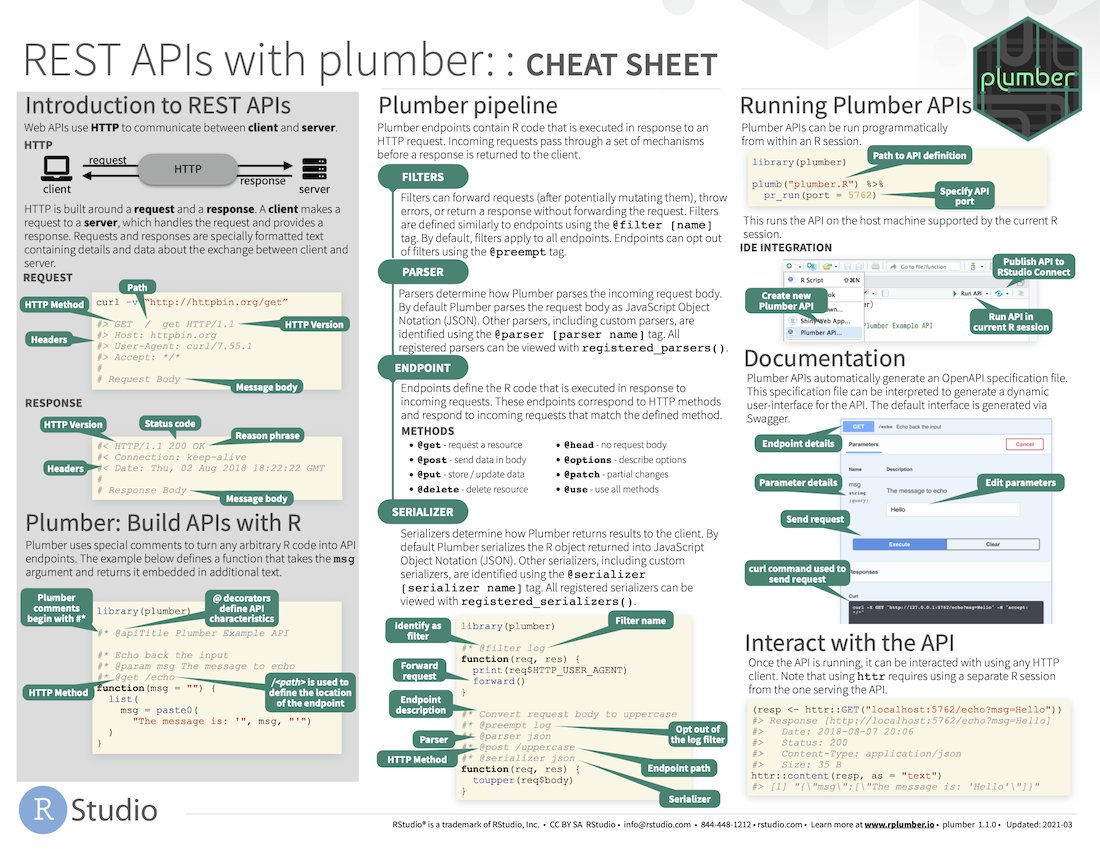 REST APIs with plumber: : CHEAT SHEET
plumber
Introduction to REST APIs
Web APIs use HTTP to communicate between client and server.
HTTP
request
HTTP
response
client
server
HTTP is built around a request and a response. A client makes a
request to a server, which handles the request and provides a
response. Requests and responses are specially formatted text
containing details and data about the exchange between client and
server.
REQUEST
Path
HTTP Method
curl -v "http://httpbin.org/get"
#> GET / get HTTP/1.1
HTTP Version
#> Host: httpbin.org
Headers
#> User-Agent: curl/7.55.1
#> Accept: */*
#
# Request Body
Message body
RESPONSE
HTTP Version
Status code
Reason phrase
#< HTTP/1.1 200 OK
#< Connection: keep-alive
Headers
#< Date: Thu, 02 Aug 2018 18:22:22 GMT
#
# Response Body
Message body
Plumber: Build APIs with R
Plumber uses special comments to turn any arbitrary R code into API
endpoints. The example below defines a function that takes the msg
argument and returns it embedded in additional text.
Plumber
comments
begin with #*
@ decorators
define API
characteristics
library(plumber)
#* @apiTitle Plumber Example API
#* Echo back the input
#* @param msg The message to echo
#* @get /echo
HTTP Method
/<path> is used to
define the location
of the endpoint
function(msg = "") {
list(
msg = paste0(
"The message is: '", msg, "'")
)
}
Plumber pipeline
Plumber endpoints contain R code that is executed in response to an
HTTP request. Incoming requests pass through a set of mechanisms
before a response is returned to the client.
FILTERS
Filters can forward requests (after potentially mutating them), throw
errors, or return a response without forwarding the request. Filters
are defined similarly to endpoints using the @filter [name]
tag. By default, filters apply to all endpoints. Endpoints can opt out
of filters using the @preempt tag.
PARSER
Parsers determine how Plumber parses the incoming request body.
By default Plumber parses the request body as JavaScript Object
Notation (JSON). Other parsers, including custom parsers, are
identified using the @parser [parser name] tag. All
registered parsers can be viewed with registered_parsers().
ENDPOINT
Endpoints define the R code that is executed in response to
incoming requests. These endpoints correspond to HTTP methods
and respond to incoming requests that match the defined method.
METHODS
• @get - request a resource
• @post - send data in body
• @put - store / update data
• @delete - delete resource
• @head - no request body
• @options - describe options
• @patch - partial changes
• @use - use all methods
SERIALIZER
Serializers determine how Plumber returns results to the client. By
default Plumber serializes the R object returned into JavaScript
Object Notation (JSON). Other serializers, including custom
serializers, are identified using the @serializer
[serializer name] tag. All registered serializers can be
viewed with registered_serializers().
Identify as
filter
Filter name
library(plumber)
#* @filter log
function(req, res) {
print(req$HTTP_USER_AGENT)
forward()
}
Forward
request
Endpoint
description
#* Convert request body to uppercase
#* @preempt log
Opt out of
the log filter
Parser
#* @parser json
HTTP Method
#* @post /uppercase
#* @serializer json
function(req, res) {
toupper(req$body)
}
Endpoint path
Serializer
Running Plumber APIs
Plumber APIs can be run programmatically
from within an R session.
library(plumber)
Path to API definition
plumb("plumber.R") %>%
pr_run(port = 5762)
Specify API
port
This runs the API on the host machine supported by the current R
session.
IDE INTEGRATION
Go to file/function
R Script ⇧⌘N
Publish API to
RStudio Connect
Create new
Plumber API
Run API
Shiny Web App...
Plumber API...
Plumber Example API
Run API in
current R session
Documentation
Plumber APIs automatically generate an OpenAPI specification file.
This specification file can be interpreted to generate a dynamic
user-interface for the API. The default interface is generated via
Swagger.
GET /echo Echo back the input
Endpoint details
Parameters
Cancel
Name Description
Parameter details
msg
string
(query)
The message to echo
Edit parameters
Hello
Send request
Execute
Clear
curl command used to
send request
Responses
Curl
curl -X GET "http://127.0.0.1:5762/echo?msg=Hello" -H "accept:
*/*"
Interact with the API
Once the API is running, it can be interacted with using any HTTP
client. Note that using httr requires using a separate R session
from the one serving the API.
(resp <- httr::GET("localhost:5762/echo?msg=Hello"))
#> Response [http://localhost:5762/echo?msg=Hello]
#> Date: 2018-08-07 20:06
#> Status: 200
#> Content-Type: application/json
#> Size: 35 B
httr::content(resp, as = "text")
#> [1] "{\"msg\":[\"The message is: 'Hello'\"]}"
R Studio
RStudio® is a trademark of RStudio, Inc. • CC BY SA RStudio • info@rstudio.com • 844-448-1212 • rstudio.com • Learn more at www.rplumber.io • plumber 1.1.0 • Updated: 2021-03